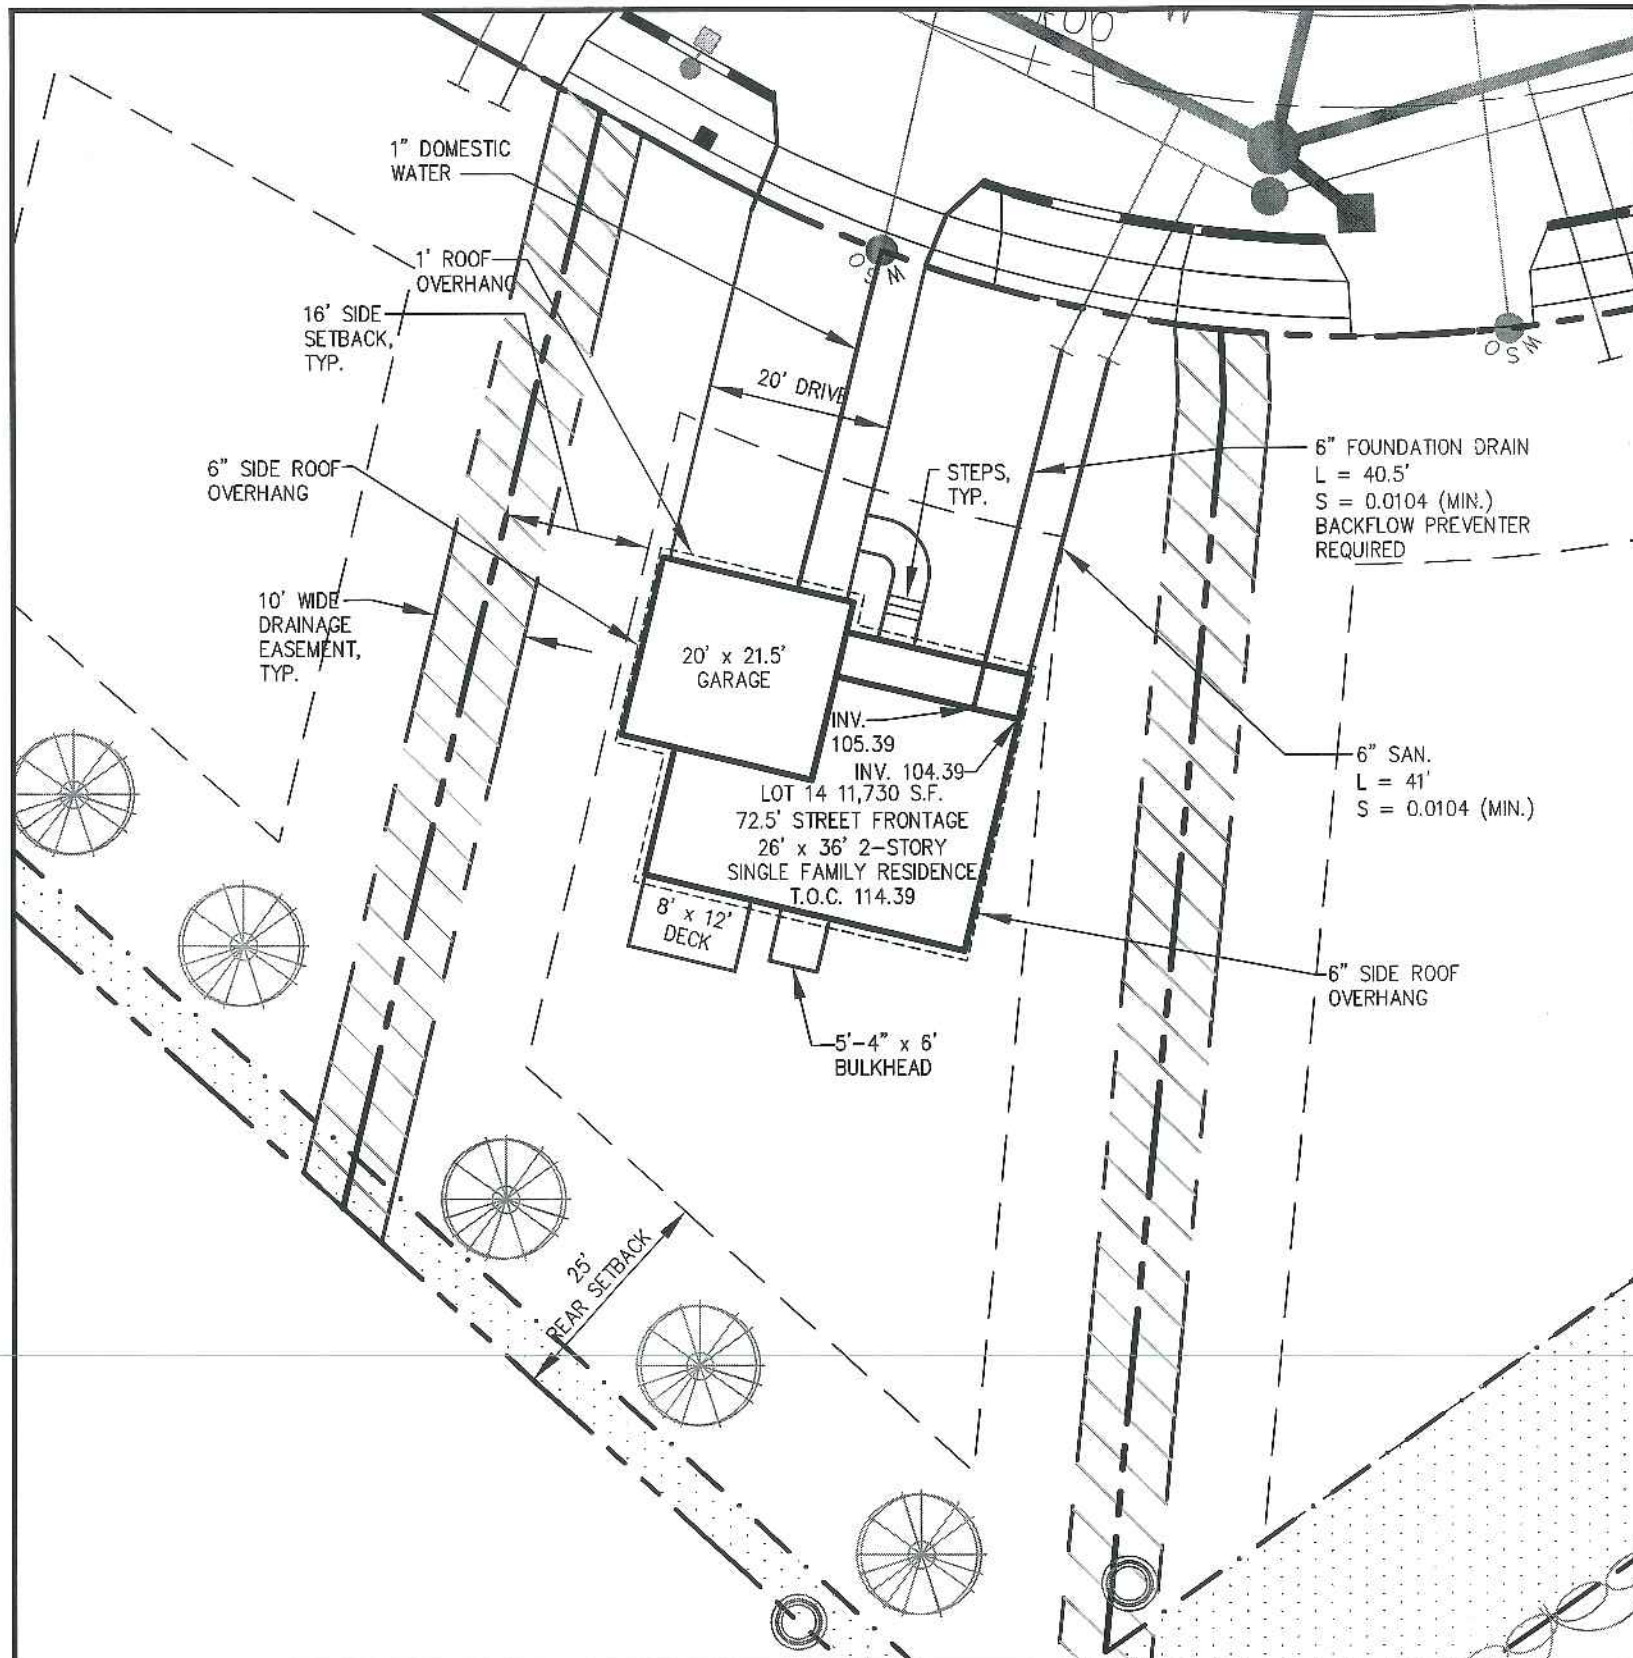 1" DOMESTIC
WATER
1' ROOF
OVERHANG
16' SIDE
SETBACK,
TYP.
WSO
20' DRIVE
WSO
6" SIDE ROOF
OVERHANG
STEPS,
TYP.
6" FOUNDATION DRAIN
L = 40.5'
S = 0.0104 (MIN.)
BACKFLOW PREVENTER
REQUIRED
10' WIDE
DRAINAGE
EASEMENT,
TYP.
20' x 21.5'
GARAGE
INV.
105.39
INV. 104.39
LOT 14 11,730 S.F.
72.5' STREET FRONTAGE
26' x 36' 2-STORY
SINGLE FAMILY RESIDENCE
T.O.C. 114.39
6" SAN.
L = 41'
S = 0.0104 (MIN.)
8' x 12'
DECK
6" SIDE ROOF
OVERHANG
5'-4" x 6'
BULKHEAD
25'
REAR SETBACK